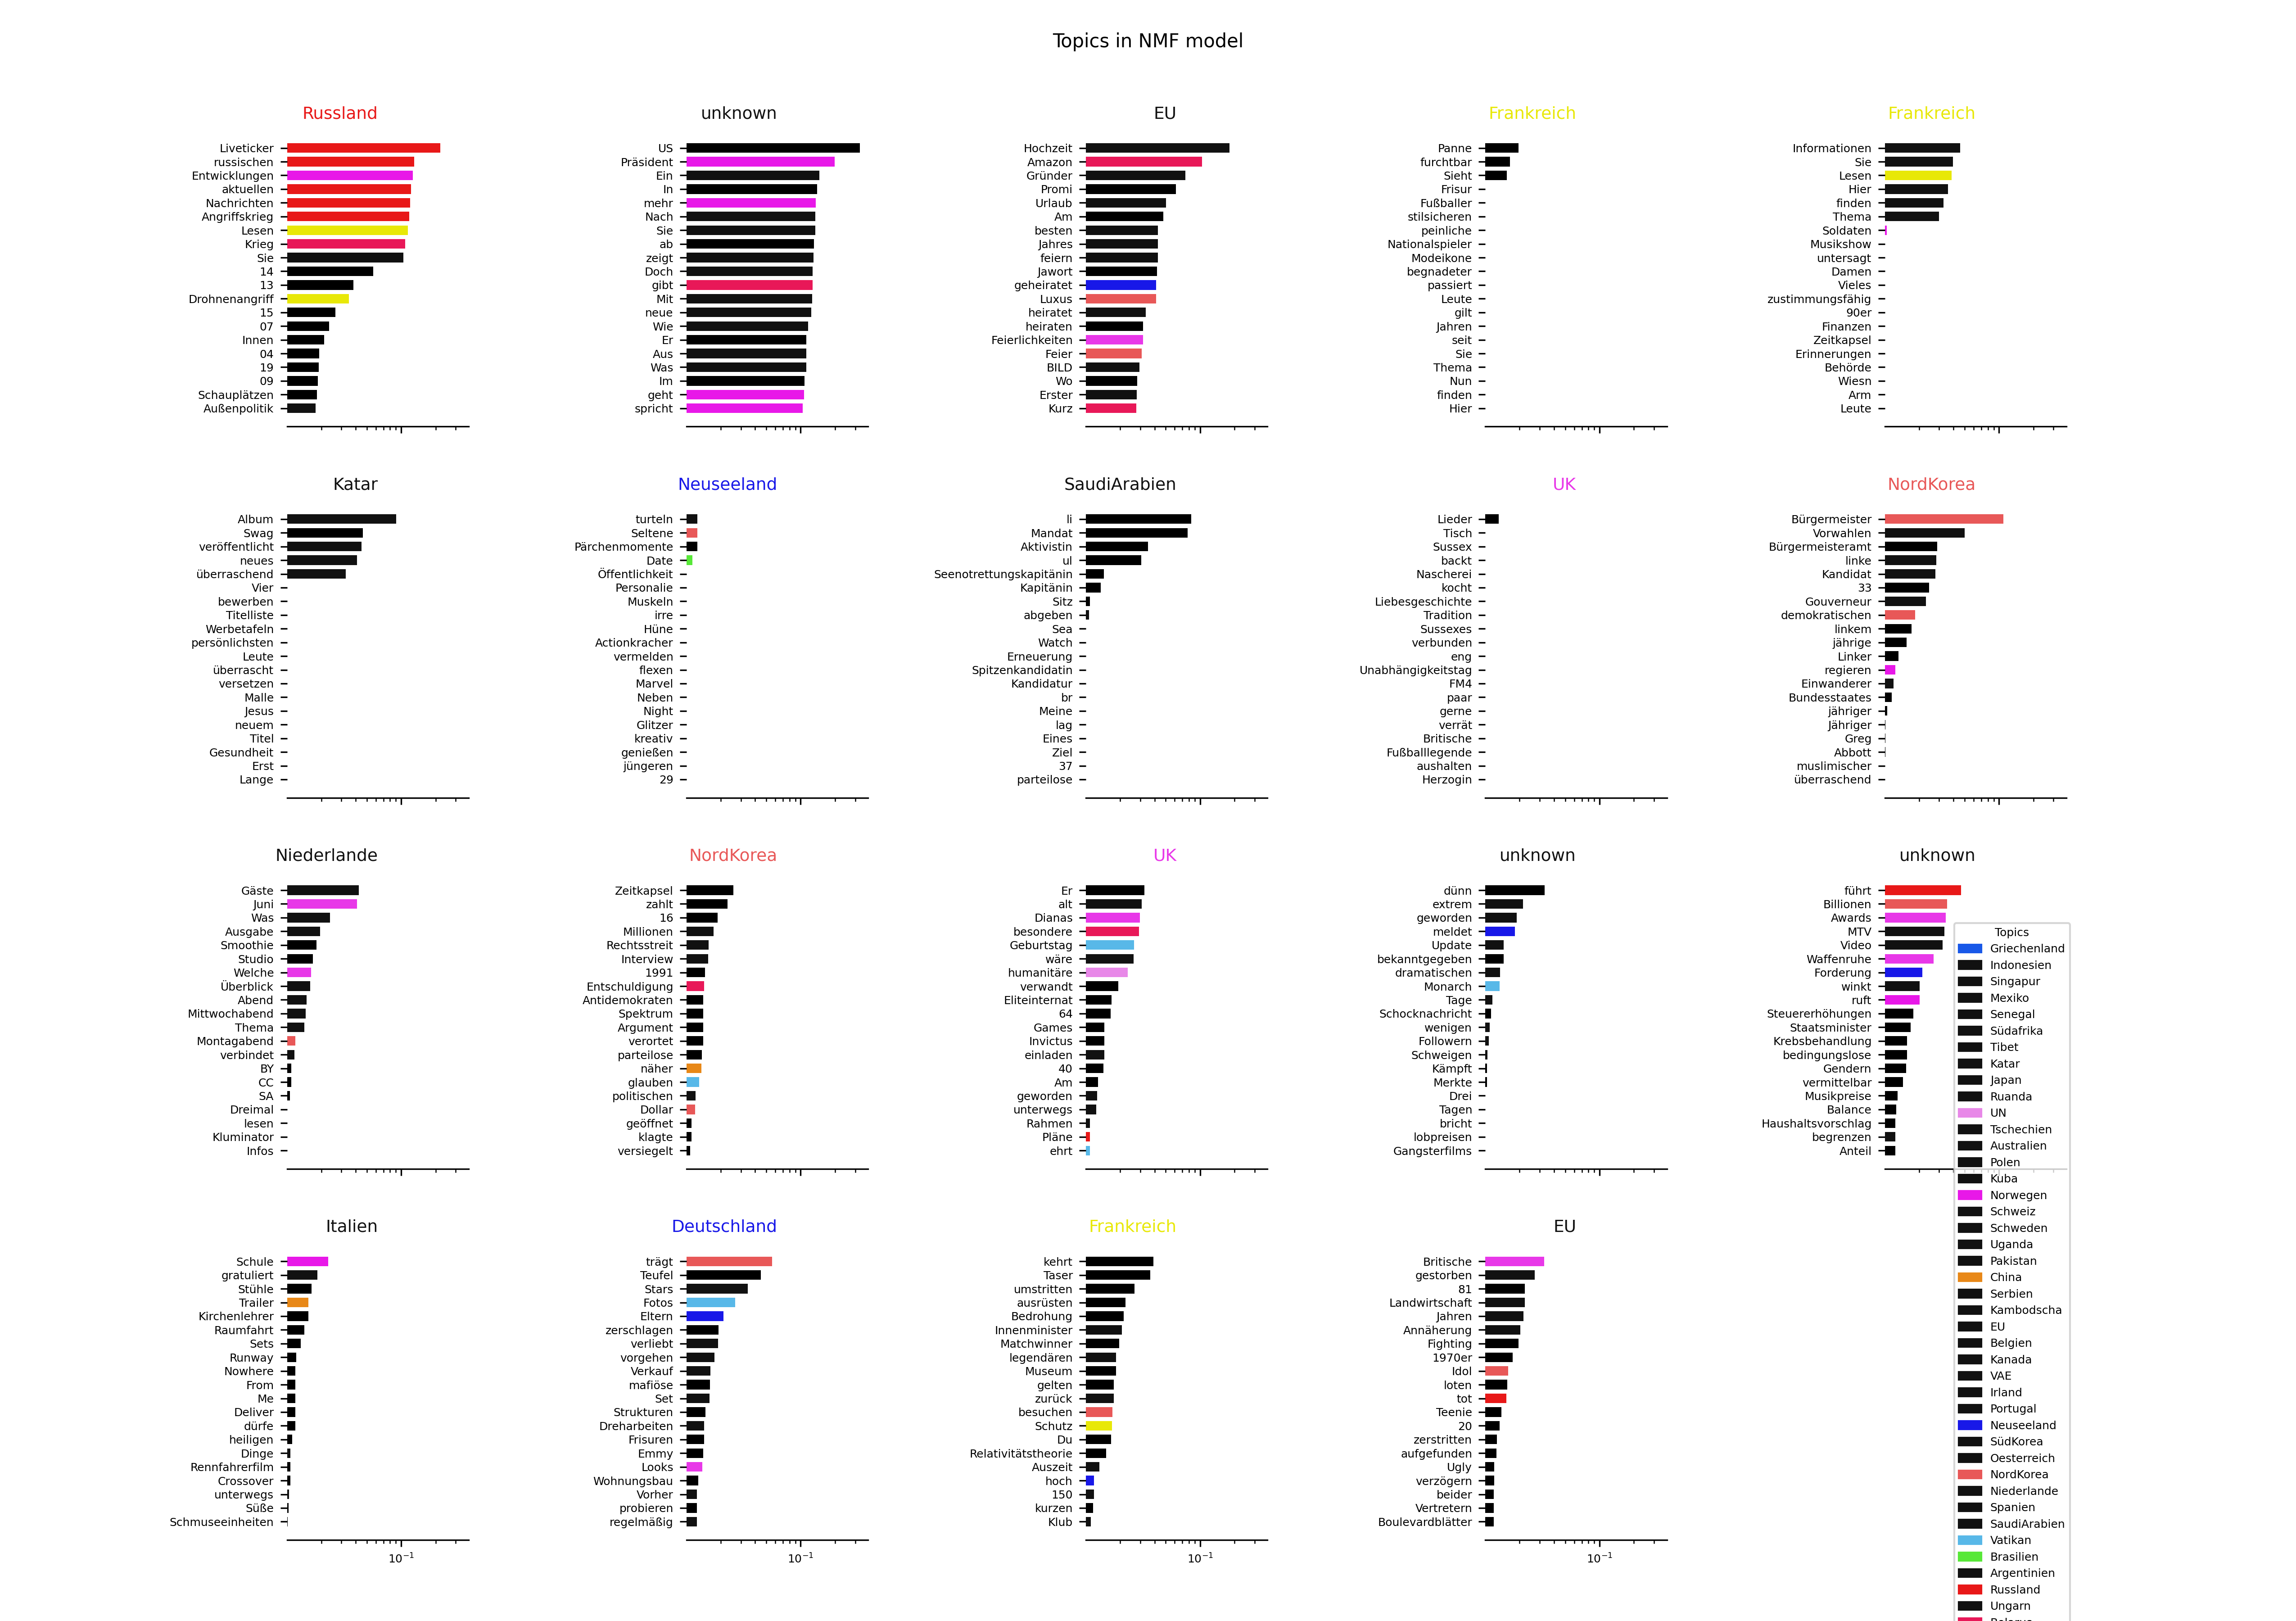 Topics in NMF model
Russland
Liveticker
russischen
Entwicklungen
aktuellen
Nachrichten
Angriffskrieg
Lesen
Krieg
Sie
14
13
Drohnenangriff
15
07
Innen
04
19
09
Schauplätzen
Außenpolitik
unknown
US
Präsident
Ein
In
mehr
Nach
Sie
ab
zeigt
Doch
gibt
Mit
neue
Wie
Er
Aus
Was
Im
geht
spricht
EU
Hochzeit
Amazon
Gründer
Promi
Urlaub
Am
besten
Jahres
feiern
Jawort
geheiratet
Luxus
heiratet
heiraten
Feierlichkeiten
Feier
BILD
Wo
Erster
Kurz
Frankreich
Panne
furchtbar
Sieht
Frisur
Fußballer
stilsicheren
peinliche
Nationalspieler
Modeikone
begnadeter
passiert
Leute
gilt
Jahren
seit
Sie
Thema
Nun
finden
Hier
Frankreich
Informationen
Sie
Lesen
Hier
finden
Thema
Soldaten
Musikshow
untersagt
Damen
Vieles
zustimmungsfähig
90er
Finanzen
Zeitkapsel
Erinnerungen
Behörde
Wiesn
Arm
Leute
Katar
Album
Swag
veröffentlicht
neues
überraschend
Vier
bewerben
Titelliste
Werbetafeln
persönlichsten
Leute
überrascht
versetzen
Malle
Jesus
neuem
Titel
Gesundheit
Erst
Lange
Neuseeland
turteln
Seltene
Pärchenmomente
Date
Öffentlichkeit
Personalie
Muskeln
irre
Hüne
Actionkracher
vermelden
flexen
Marvel
Neben
Night
Glitzer
kreativ
genießen
jüngeren
29
SaudiArabien
li
Mandat
Aktivistin
ul
Seenotrettungskapitänin
Kapitänin
Sitz
abgeben
Sea
Watch
Erneuerung
Spitzenkandidatin
Kandidatur
br
Meine
lag
Eines
Ziel
37
parteilose
UK
Lieder
Tisch
Sussex
backt
Nascherei
kocht
Liebesgeschichte
Tradition
Sussexes
verbunden
eng
Unabhängigkeitstag
FM4
paar
gerne
verrät
Britische
Fußballlegende
aushalten
Herzogin
NordKorea
Bürgermeister
Vorwahlen
Bürgermeisteramt
linke
Kandidat
33
Gouverneur
demokratischen
linkem
jährige
Linker
regieren
Einwanderer
Bundesstaates
jähriger
Jähriger
Greg
Abbott
muslimischer
überraschend
Niederlande
Gäste
Juni
Was
Ausgabe
Smoothie
Studio
Welche
Überblick
Abend
Mittwochabend
Thema
Montagabend
verbindet
BY
CC
SA
Dreimal
lesen
Kluminator
Infos
NordKorea
Zeitkapsel
zahlt
16
Millionen
Rechtsstreit
Interview
1991
Entschuldigung
Antidemokraten
Spektrum
Argument
verortet
parteilose
näher
glauben
politischen
Dollar
geöffnet
klagte
versiegelt
UK
Er
alt
Dianas
besondere
Geburtstag
wäre
humanitäre
verwandt
Eliteinternat
64
Games
Invictus
einladen
40
Am
geworden
unterwegs
Rahmen
Pläne
ehrt
unknown
dünn
extrem
geworden
meldet
Update
bekanntgegeben
dramatischen
Monarch
Tage
Schocknachricht
wenigen
Followern
Schweigen
Kämpft
Merkte
Drei
Tagen
bricht
lobpreisen
Gangsterfilms
unknown
führt
Billionen
Awards
MTV
Video
Waffenruhe
Forderung
winkt
ruft
Steuererhöhungen
Staatsminister
Krebsbehandlung
bedingungslose
Gendern
vermittelbar
Musikpreise
Balance
Haushaltsvorschlag
begrenzen
Anteil
Italien
Schule
gratuliert
Stühle
Trailer
Kirchenlehrer
Raumfahrt
Sets
Runway
Nowhere
From
Me
Deliver
dürfe
heiligen
Dinge
Rennfahrerfilm
Crossover
unterwegs
Süße
Schmuseeinheiten
10⁻¹
Deutschland
trägt
Teufel
Stars
Fotos
Eltern
zerschlagen
verliebt
vorgehen
Verkauf
mafiöse
Set
Strukturen
Dreharbeiten
Frisuren
Emmy
Looks
Wohnungsbau
Vorher
probieren
regelmäßig
10⁻¹
Frankreich
kehrt
Taser
umstritten
ausrüsten
Bedrohung
Innenminister
Matchwinner
legendären
Museum
gelten
zurück
besuchen
Schutz
Du
Relativitätstheorie
Auszeit
hoch
150
kurzen
Klub
10⁻¹
EU
Britische
gestorben
81
Landwirtschaft
Jahren
Annäherung
Fighting
1970er
Idol
loten
tot
Teenie
20
zerstritten
aufgefunden
Ugly
verzögern
beider
Vertretern
Boulevardblätter
10⁻¹
Topics
Griechenland
Indonesien
Singapur
Mexiko
Senegal
Südafrika
Tibet
Katar
Japan
Ruanda
UN
Tschechien
Australien
Polen
Kuba
Norwegen
Schweiz
Schweden
Uganda
Pakistan
China
Serbien
Kambodscha
EU
Belgien
Kanada
VAE
Irland
Portugal
Neuseeland
SüdKorea
Oesterreich
NordKorea
Niederlande
Spanien
SaudiArabien
Vatikan
Brasilien
Argentinien
Russland
Ungarn